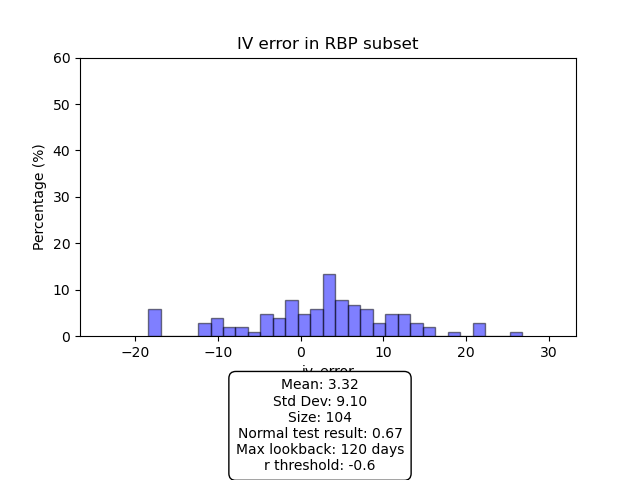 IV error in RBP subset
60
50
40
30
20
10
0
Percentage (%)
−20
−10
0
10
20
30
iv_error
Mean: 3.32
Std Dev: 9.10
Size: 104
Normal test result: 0.67
Max lookback: 120 days
r threshold: -0.6